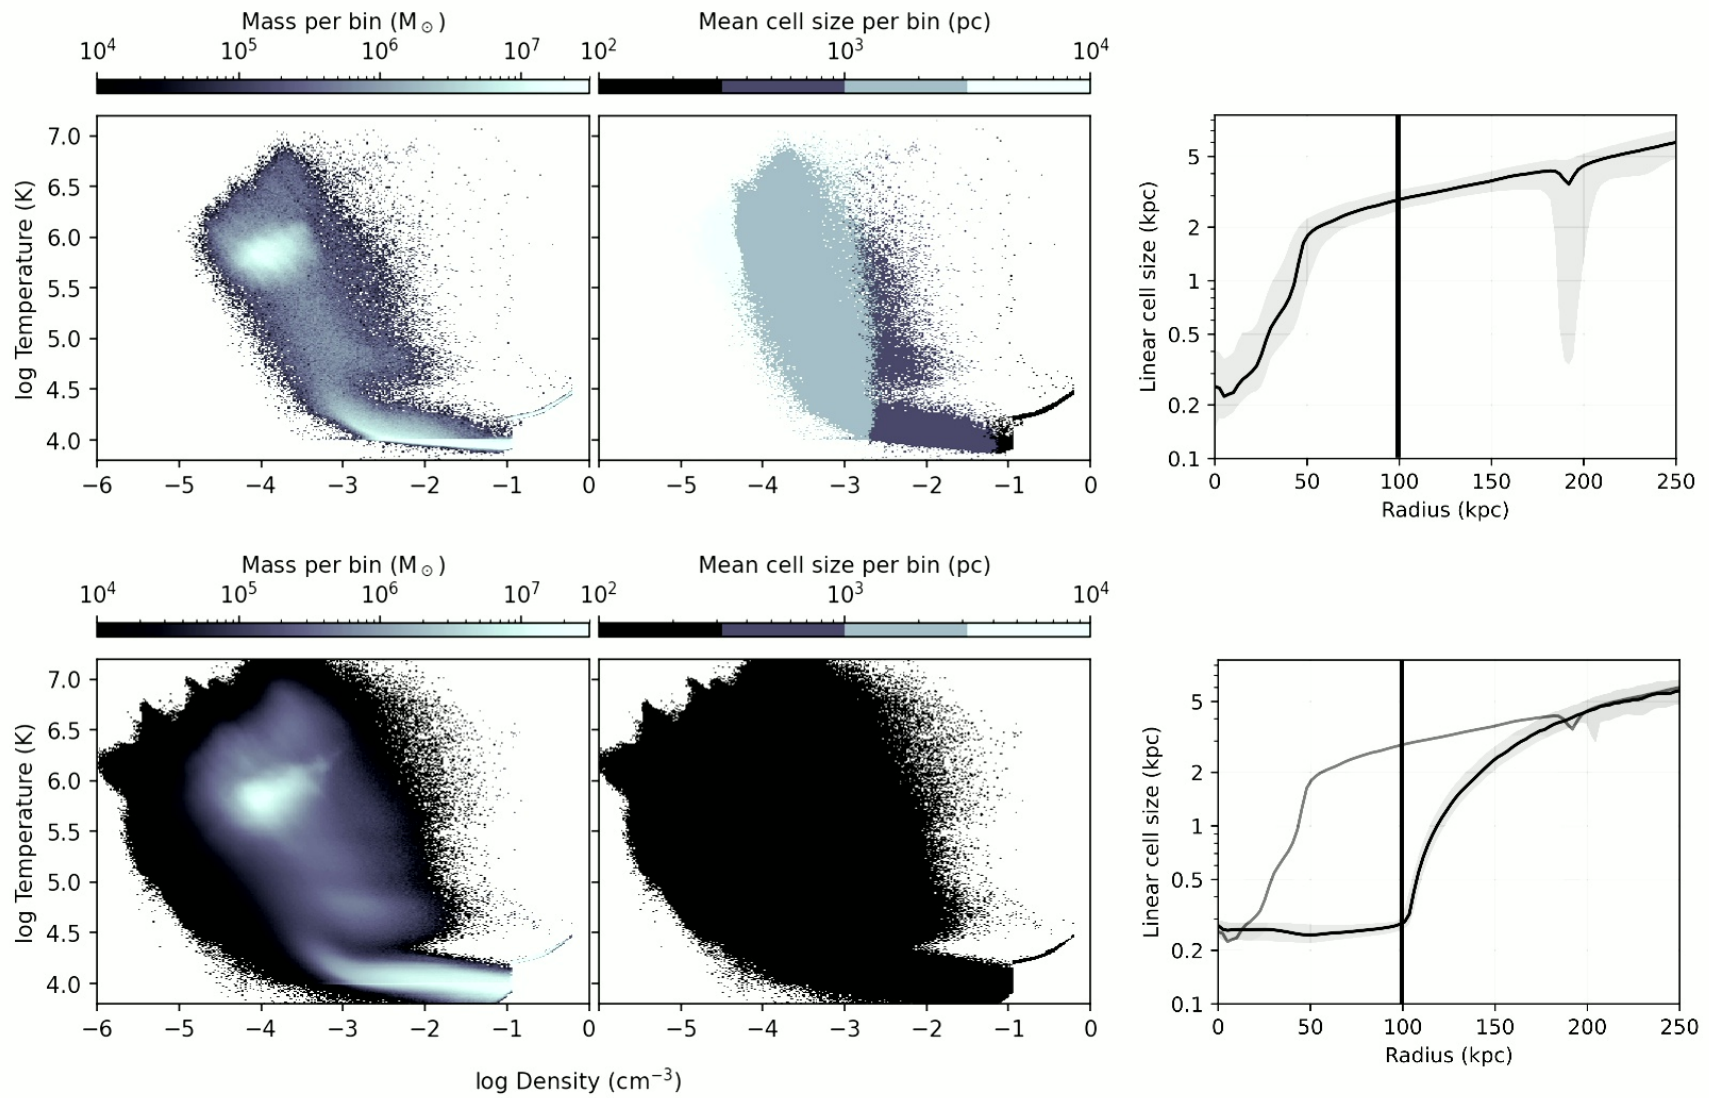 Mass per bin (M⊙)
Mean cell size per bin (pc)
10⁴ 10⁵ 10⁶ 10⁷ 10² 10³ 10⁴
7.0
6.5
6.0
5.5
5.0
4.5
4.0
log Temperature (K)
−6 −5 −4 −3 −2 −1 0 −5 −4 −3 −2 −1 0
Linear cell size (kpc)
5
2
1
0.5
0.2
0.1
0 50 100 150 200 250
Radius (kpc)
Mass per bin (M⊙)
Mean cell size per bin (pc)
10⁴ 10⁵ 10⁶ 10⁷ 10² 10³ 10⁴
7.0
6.5
6.0
5.5
5.0
4.5
4.0
log Temperature (K)
−6 −5 −4 −3 −2 −1 0 −5 −4 −3 −2 −1 0
log Density (cm⁻³)
Linear cell size (kpc)
5
2
1
0.5
0.2
0.1
0 50 100 150 200 250
Radius (kpc)